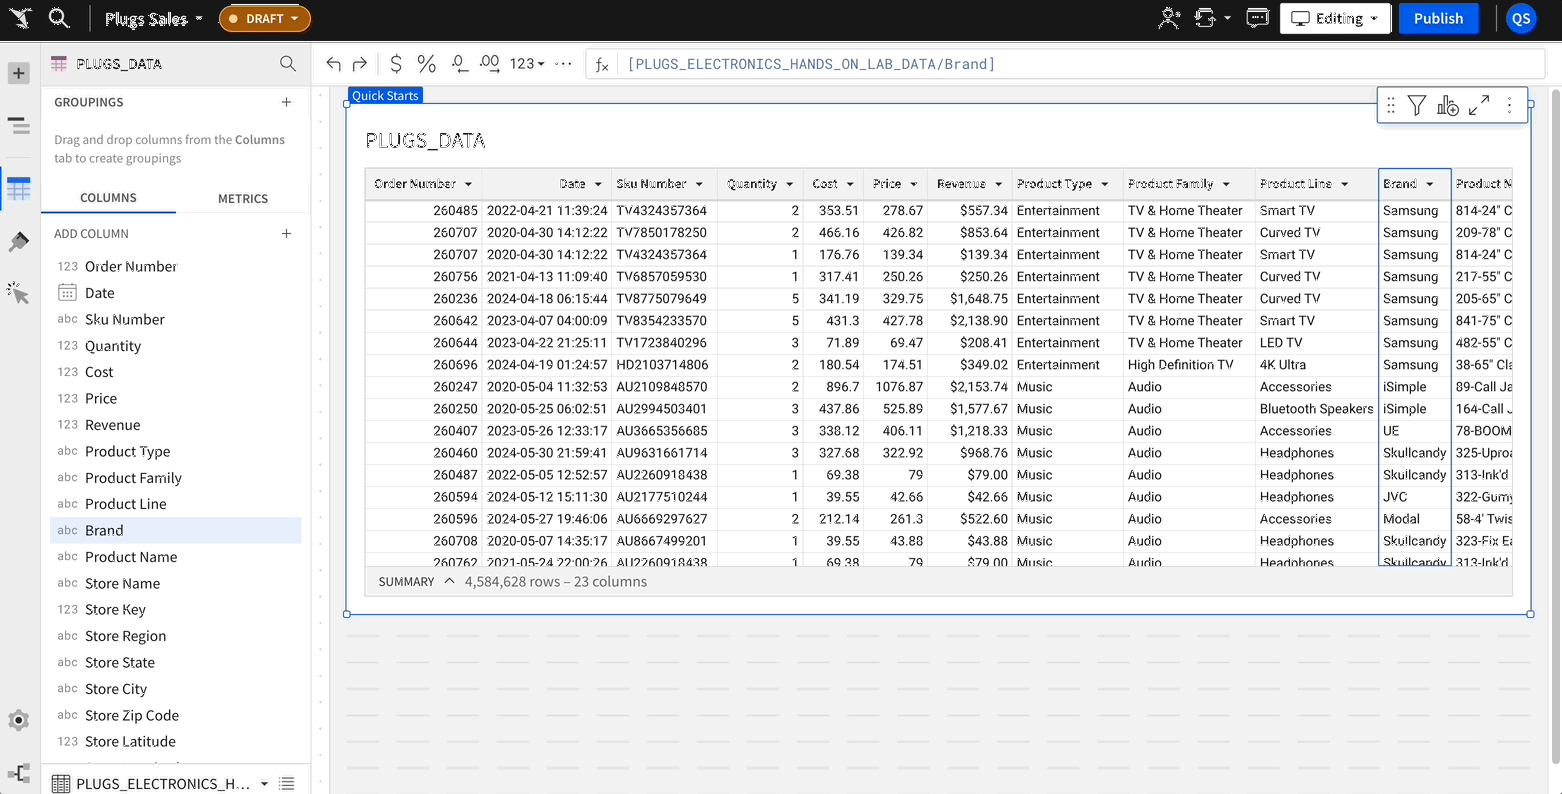 Plugs Sales
DRAFT
Editing
Publish
QS
PLUGS_DATA
$ % .0 .00 123 ...
fx [PLUGS_ELECTRONICS_HANDS_ON_LAB_DATA/Brand]
GROUPINGS
Drag and drop columns from the Columns
tab to create groupings
COLUMNS METRICS
ADD COLUMN
123 Order Number
Date
abc Sku Number
123 Quantity
123 Cost
123 Price
123 Revenue
abc Product Type
abc Product Family
abc Product Line
abc Brand
abc Product Name
abc Store Name
123 Store Key
abc Store Region
abc Store State
abc Store City
abc Store Zip Code
123 Store Latitude
PLUGS_ELECTRONICS_H...
Quick Starts
PLUGS_DATA
Order Number Date Sku Number Quantity Cost Price Revenue Product Type Product Family Product Line Brand Product N
260485 2022-04-21 11:39:24 TV4324357364 2 353.51 278.67 $557.34 Entertainment TV & Home Theater Smart TV Samsung 814-24" C
260707 2020-04-30 14:12:22 TV7850178250 2 466.16 426.82 $853.64 Entertainment TV & Home Theater Curved TV Samsung 209-78" C
260707 2020-04-30 14:12:22 TV4324357364 1 176.76 139.34 $139.34 Entertainment TV & Home Theater Smart TV Samsung 814-24" C
260756 2021-04-13 11:09:40 TV6857059530 1 317.41 250.26 $250.26 Entertainment TV & Home Theater Curved TV Samsung 217-55" C
260236 2024-04-18 06:15:44 TV8775079649 5 341.19 329.75 $1,648.75 Entertainment TV & Home Theater Curved TV Samsung 205-65" C
260642 2023-04-07 04:00:09 TV8354233570 5 431.3 427.78 $2,138.90 Entertainment TV & Home Theater Smart TV Samsung 841-75" C
260644 2023-04-22 21:25:11 TV1723840296 3 71.89 69.47 $208.41 Entertainment TV & Home Theater LED TV Samsung 482-55" C
260696 2024-04-19 01:24:57 HD2103714806 2 180.54 174.51 $349.02 Entertainment High Definition TV 4K Ultra Samsung 38-65" Cla
260247 2020-05-04 11:32:53 AU2109848570 2 896.7 1076.87 $2,153.74 Music Audio Accessories iSimple 89-Call Ja
260250 2020-05-25 06:02:51 AU2994503401 3 437.86 525.89 $1,577.67 Music Audio Bluetooth Speakers iSimple 164-Call J
260407 2023-05-26 12:33:17 AU3665356685 3 338.12 406.11 $1,218.33 Music Audio Accessories UE 78-BOOM
260460 2024-05-30 21:59:41 AU9631661714 3 327.68 322.92 $968.76 Music Audio Headphones Skullcandy 325-Uproa
260487 2022-05-05 12:52:57 AU2260918438 1 69.38 79 $79.00 Music Audio Headphones Skullcandy 313-Ink'd
260594 2024-05-12 15:11:30 AU2177510244 1 39.55 42.66 $42.66 Music Audio Headphones JVC 322-Gumy
260596 2024-05-27 19:46:06 AU6669297627 2 212.14 261.3 $522.60 Music Audio Accessories Modal 58-4' Twis
260708 2020-05-07 14:35:17 AU8667499201 1 39.55 43.88 $43.88 Music Audio Headphones Skullcandy 323-Fix Ea
260762 2021-05-24 22:00:26 AU2260918438 1 69.38 79 $79.00 Music Audio Headphones Skullcandy 313-Ink'd
SUMMARY 4,584,628 rows – 23 columns